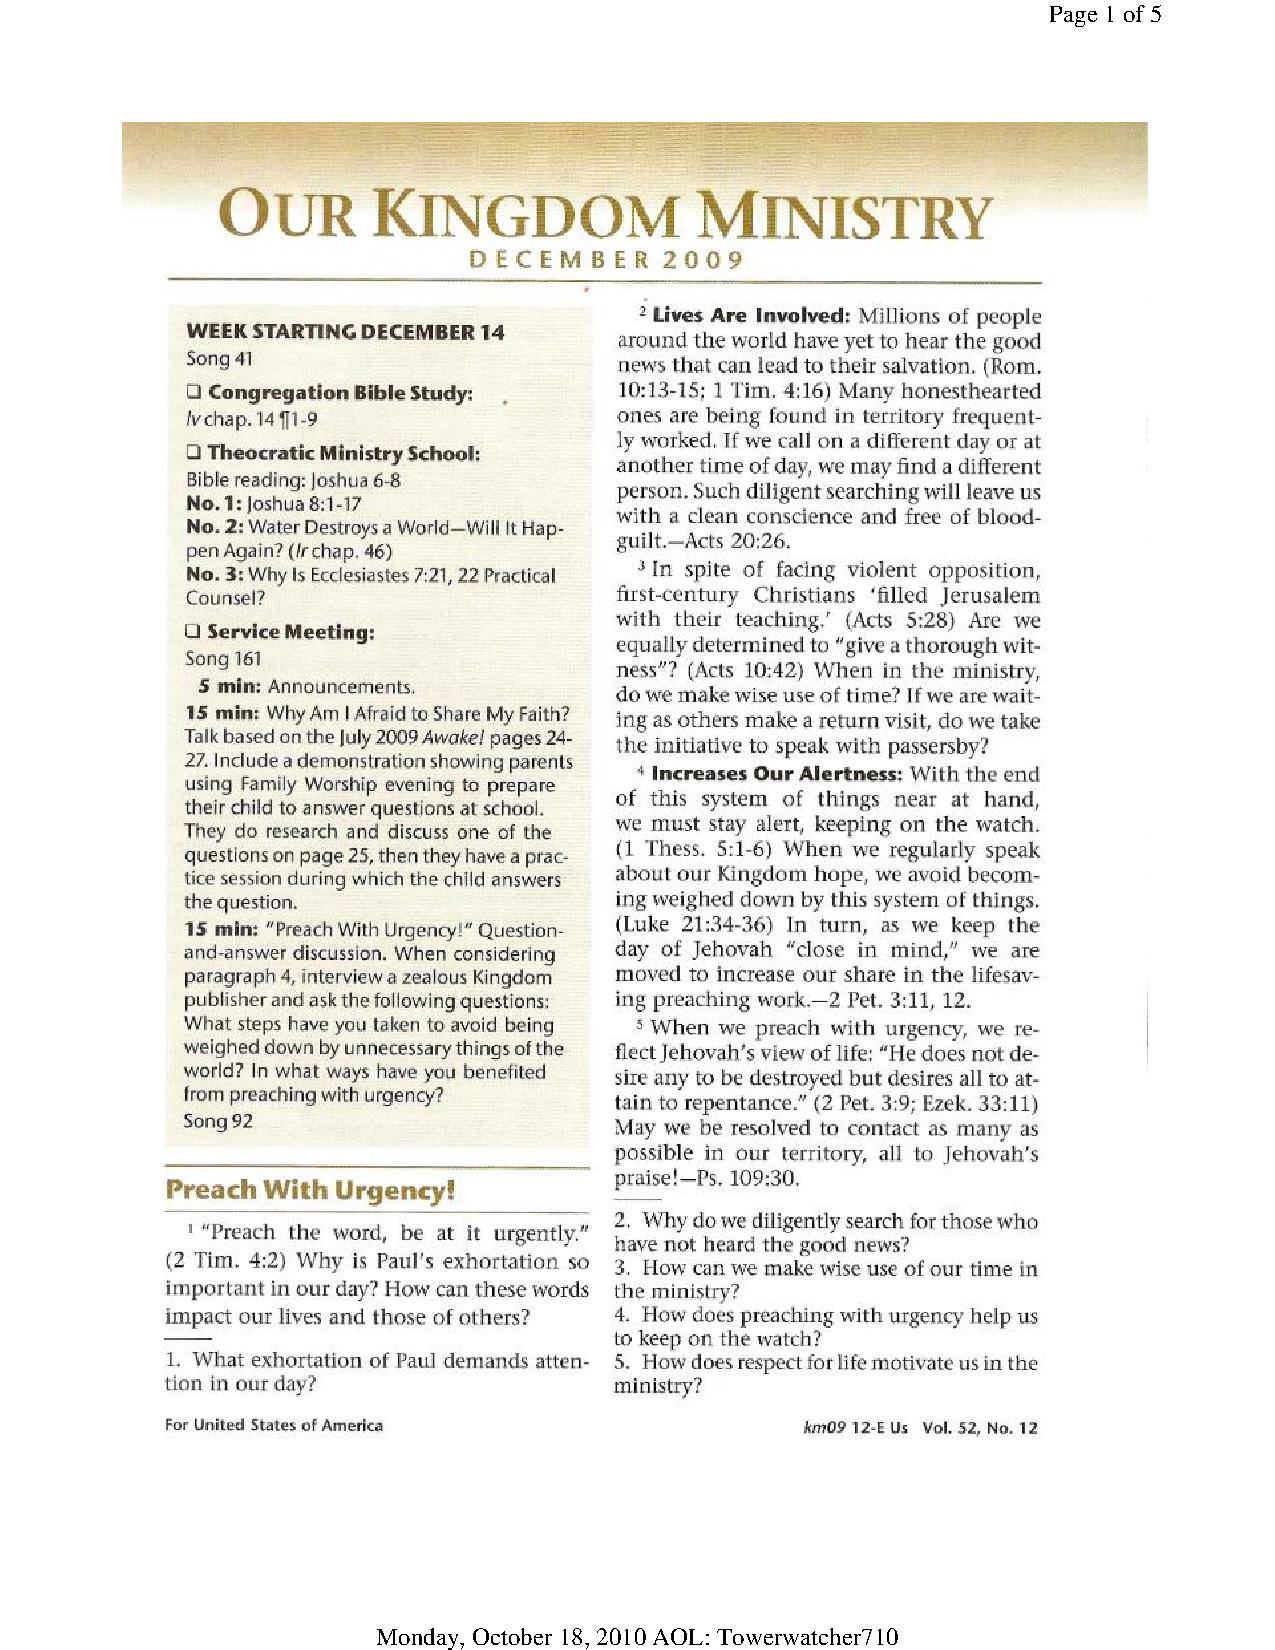 Page 1 of 5
OUR KINGDOM MINISTRY
DECEMBER 2009
WEEK STARTING DECEMBER 14
Song 41
❑ Congregation Bible Study:
lv chap. 14 ¶1-9
❑ Theocratic Ministry School:
Bible reading: Joshua 6-8
No. 1: Joshua 8:1-17
No. 2: Water Destroys a World—Will It Hap-
pen Again? (lr chap. 46)
No. 3: Why Is Ecclesiastes 7:21, 22 Practical
Counsel?
❑ Service Meeting:
Song 161
5 min: Announcements.
15 min: Why Am I Afraid to Share My Faith?
Talk based on the July 2009 Awake! pages 24-
27. Include a demonstration showing parents
using Family Worship evening to prepare
their child to answer questions at school.
They do research and discuss one of the
questions on page 25, then they have a prac-
tice session during which the child answers
the question.
15 min: "Preach With Urgency!" Question-
and-answer discussion. When considering
paragraph 4, interview a zealous Kingdom
publisher and ask the following questions:
What steps have you taken to avoid being
weighed down by unnecessary things of the
world? In what ways have you benefited
from preaching with urgency?
Song 92
Preach With Urgency!
1 "Preach the word, be at it urgently."
(2 Tim. 4:2) Why is Paul's exhortation so
important in our day? How can these words
impact our lives and those of others?
1. What exhortation of Paul demands atten-
tion in our day?
2 Lives Are Involved: Millions of people
around the world have yet to hear the good
news that can lead to their salvation. (Rom.
10:13-15; 1 Tim. 4:16) Many honesthearted
ones are being found in territory frequent-
ly worked. If we call on a different day or at
another time of day, we may find a different
person. Such diligent searching will leave us
with a clean conscience and free of blood-
guilt.—Acts 20:26.
3 In spite of facing violent opposition,
first-century Christians 'filled Jerusalem
with their teaching.' (Acts 5:28) Are we
equally determined to "give a thorough wit-
ness"? (Acts 10:42) When in the ministry,
do we make wise use of time? If we are wait-
ing as others make a return visit, do we take
the initiative to speak with passersby?
4 Increases Our Alertness: With the end
of this system of things near at hand,
we must stay alert, keeping on the watch.
(1 Thess. 5:1-6) When we regularly speak
about our Kingdom hope, we avoid becom-
ing weighed down by this system of things.
(Luke 21:34-36) In turn, as we keep the
day of Jehovah "close in mind," we are
moved to increase our share in the lifesav-
ing preaching work.—2 Pet. 3:11, 12.
5 When we preach with urgency, we re-
flect Jehovah's view of life: "He does not de-
sire any to be destroyed but desires all to at-
tain to repentance." (2 Pet. 3:9; Ezek. 33:11)
May we be resolved to contact as many as
possible in our territory, all to Jehovah's
praise!—Ps. 109:30.
2. Why do we diligently search for those who
have not heard the good news?
3. How can we make wise use of our time in
the ministry?
4. How does preaching with urgency help us
to keep on the watch?
5. How does respect for life motivate us in the
ministry?
For United States of America
km09 12-E Us Vol. 52, No. 12
Monday, October 18, 2010 AOL: Towerwatcher710